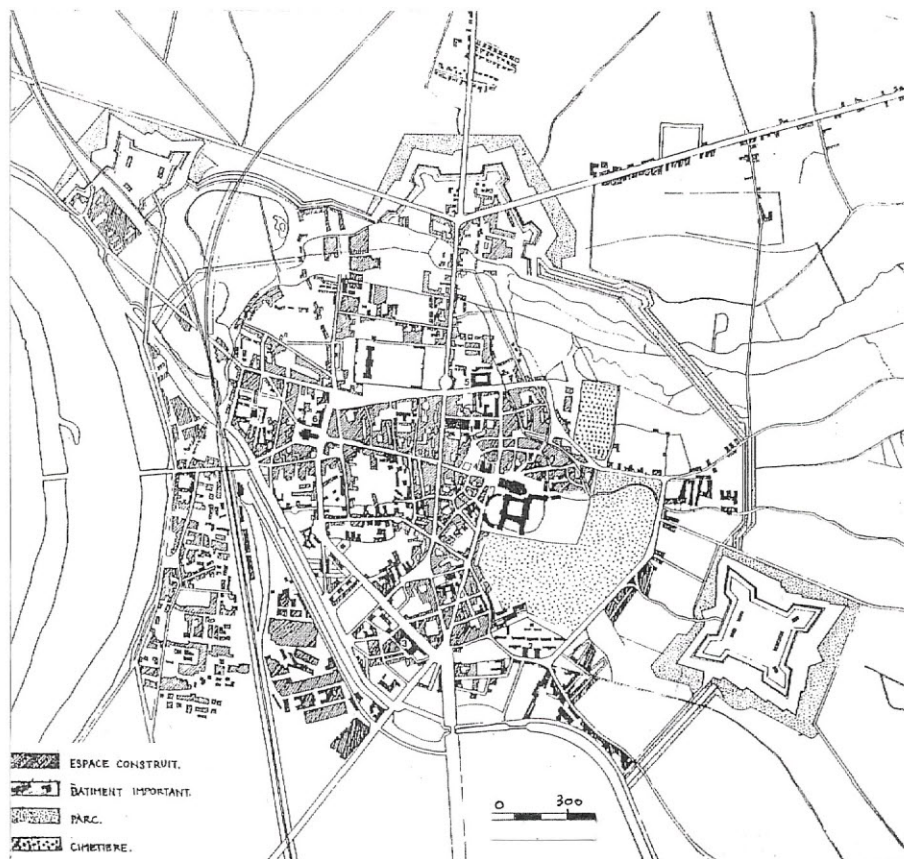 ESPACE CONSTRUIT.
BATIMENT IMPORTANT.
PARC.
CIMETIERE.
0 300